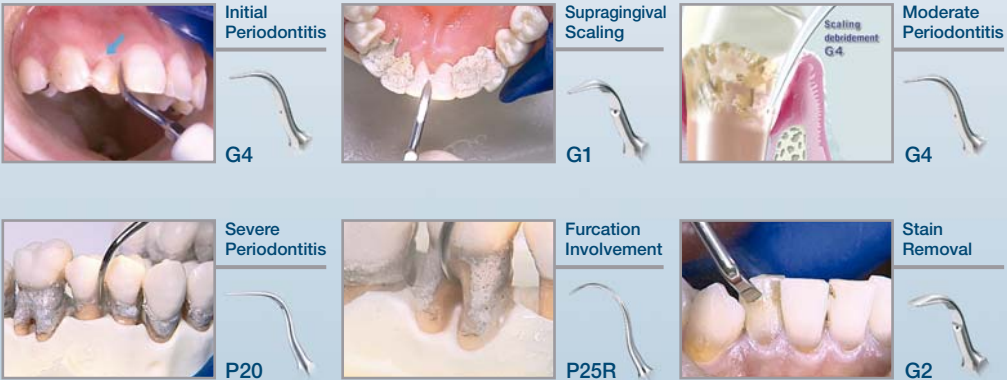 Initial
Periodontitis
G4
Supragingival
Scaling
G1
Scaling
debridement
G4
Moderate
Periodontitis
G4
Severe
Periodontitis
P20
Furcation
Involvement
P25R
Stain
Removal
G2